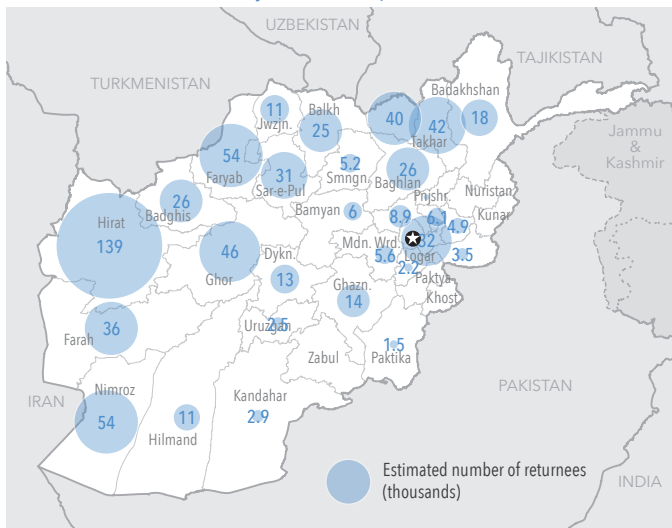 UZBEKISTAN
TAJIKISTAN
TURKMENISTAN
Badakhshan
11
Jwzjn.
Balkh
25
40
42
Takhar
18
Jammu
&
Kashmir
54
Faryab
31
Sar-e-Pul
5.2
Smngn.
26
Baghlan
Pnjshr.
Nuristan
Kunar
26
Badghis
Bamyan
6
8.9
6.1
4.9
Hirat
139
46
Ghor
Dykn.
13
Mdn. Wrd.
5.6
32
Logar
3.5
2.2
Paktya
Khost
Ghazn.
14
36
Farah
Uruzgan
2.5
Zabul
1.5
Paktika
IRAN
Nimroz
54
11
Hilmand
Kandahar
2.9
PAKISTAN
Estimated number of returnees
(thousands)
INDIA